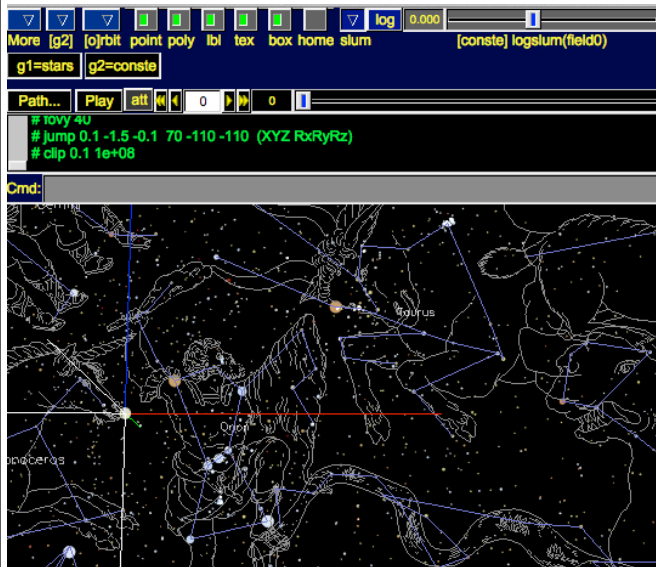 More [g2] [o]rbit point poly lbl tex box home slum log 0.000 [conste] logslum(field0)
g1=stars g2=conste
Path... Play att 0 0
# fovy 40
# jump 0.1 -1.5 -0.1 70 -110 -110 (XYZ RxRyRz)
# clip 0.1 1e+08
Cmd:
Gemini
Taurus
Orion
onoceros